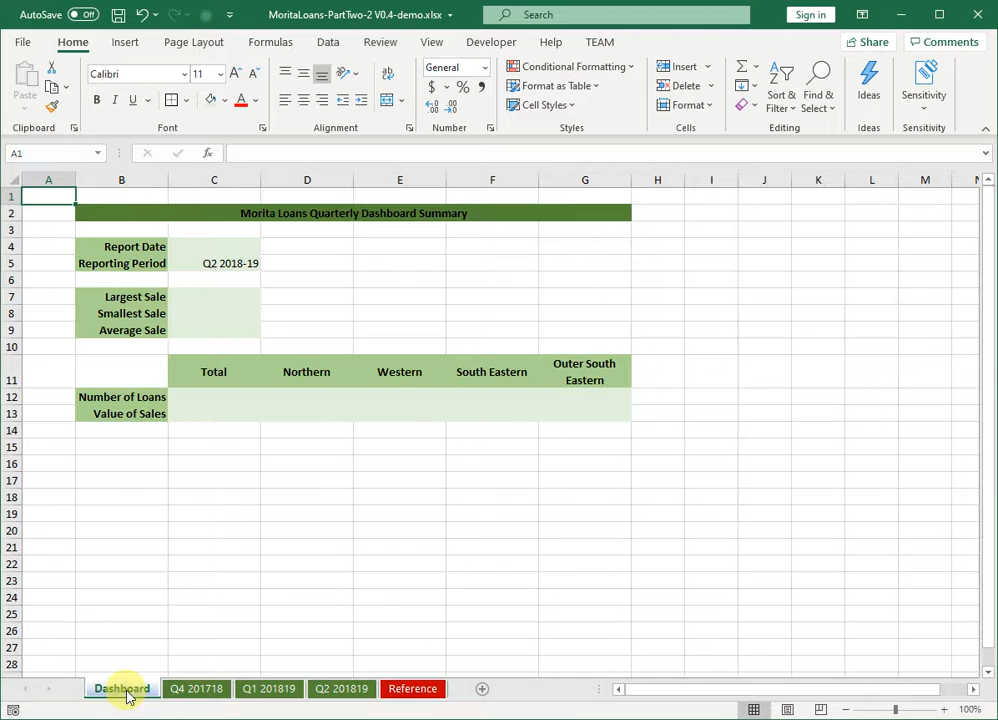 AutoSave Off MoritaLoans-PartTwo-2 V0.4-demo.xlsx Search Sign in
File Home Insert Page Layout Formulas Data Review View Developer Help TEAM Share Comments
Paste Calibri 11 General Conditional Formatting Insert Sort & Filter Find & Select Ideas Sensitivity
B I U A $ % Format as Table Delete
Cell Styles Format
Clipboard Font Alignment Number Styles Cells Editing Ideas Sensitivity
A1 fx
A B C D E F G H I J K L M N
1
2 Morita Loans Quarterly Dashboard Summary
3
4 Report Date
5 Reporting Period Q2 2018-19
6
7 Largest Sale
8 Smallest Sale
9 Average Sale
10
11 Total Northern Western South Eastern Outer South Eastern
12 Number of Loans
13 Value of Sales
14
15
16
17
18
19
20
21
22
23
24
25
26
27
28
Dashboard Q4 201718 Q1 201819 Q2 201819 Reference
100%